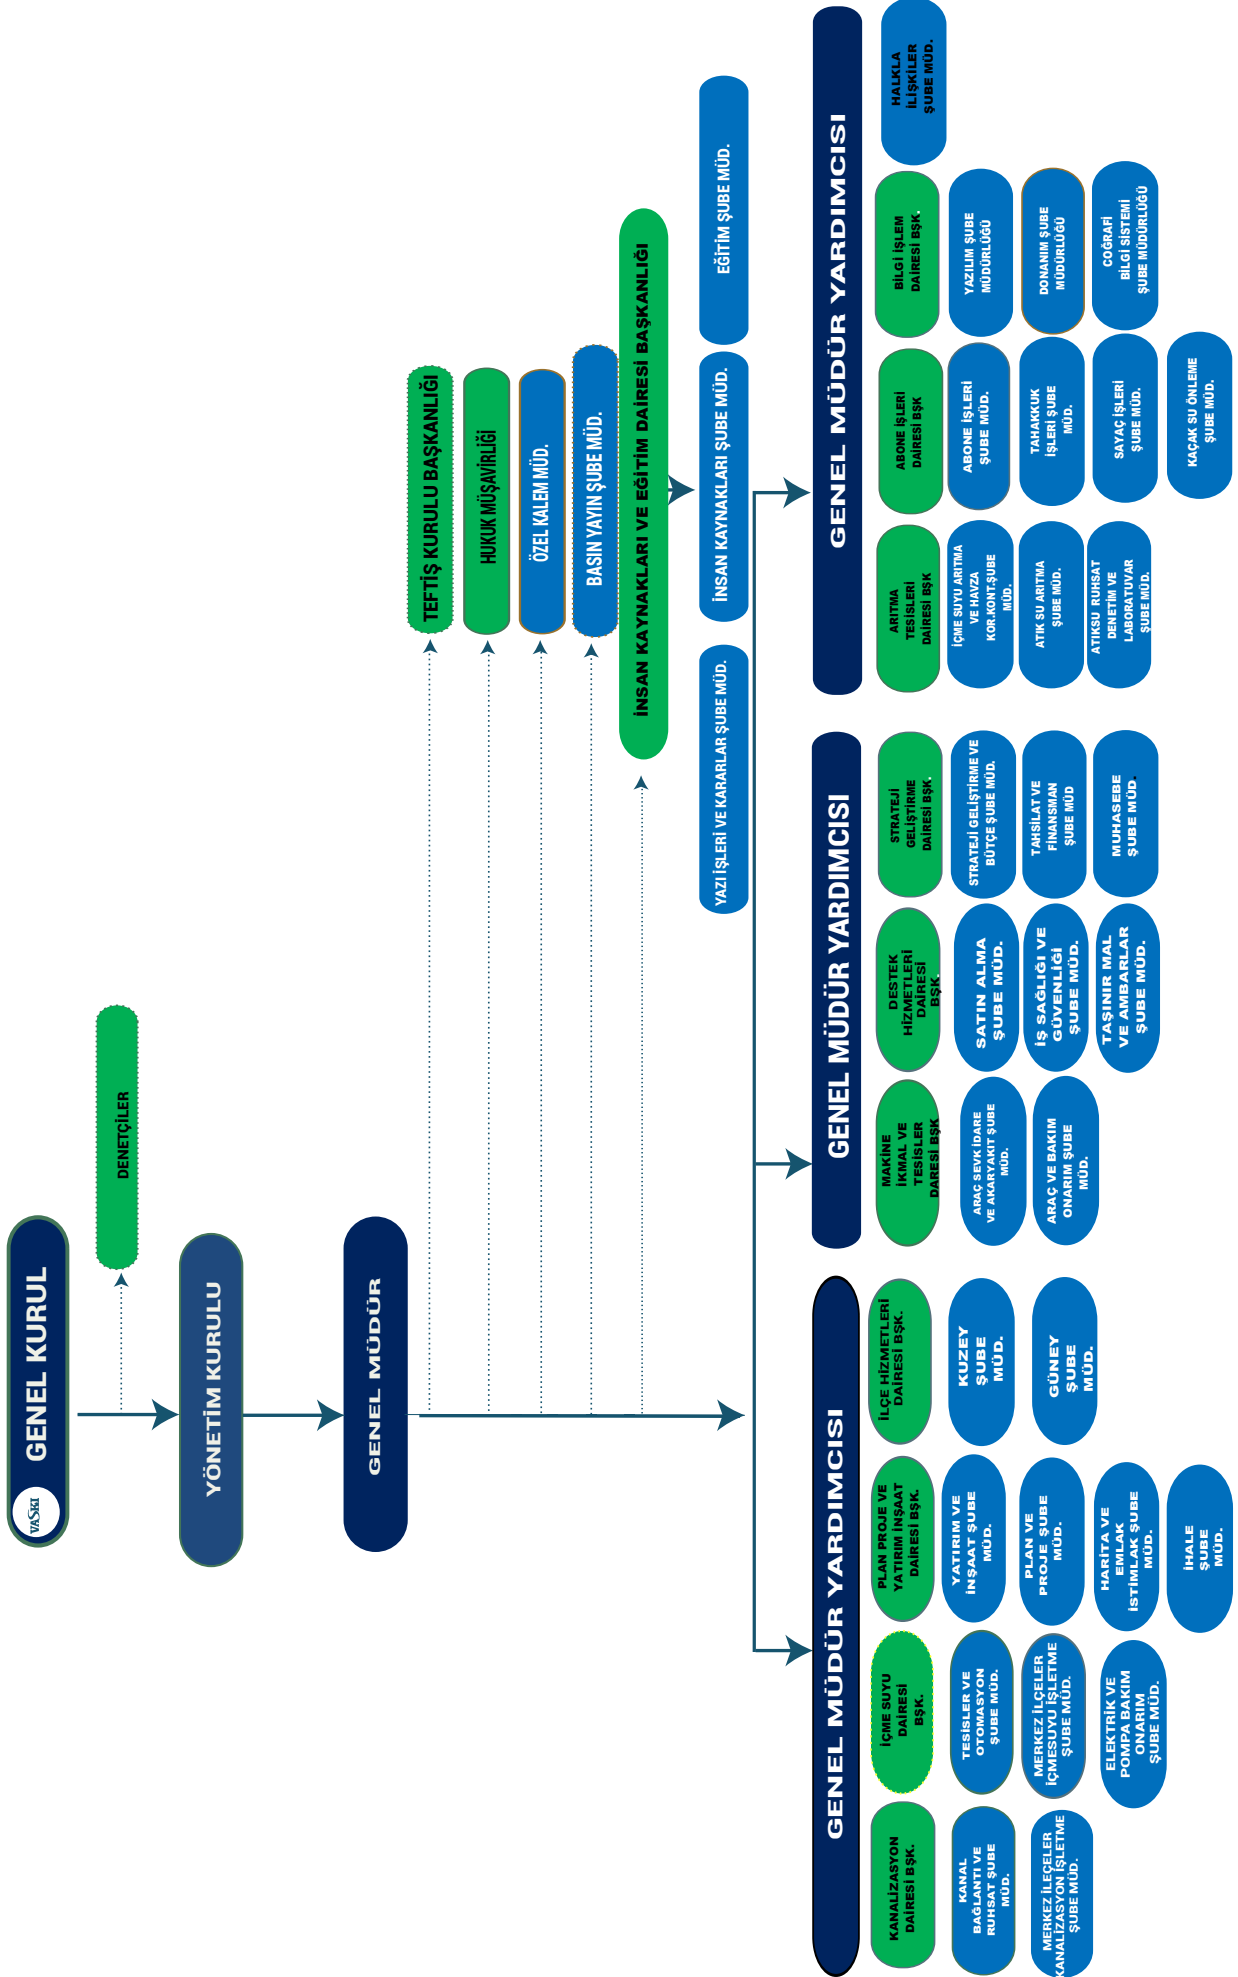 VASKİ
GENEL KURUL
DENETÇİLER
YÖNETİM KURULU
GENEL MÜDÜR
TEFTİŞ KURULU BAŞKANLIĞI
HUKUK MÜŞAVİRLİĞİ
ÖZEL KALEM MÜD.
BASIN YAYIN ŞUBE MÜD.
İNSAN KAYNAKLARI VE EĞİTİM DAİRESİ BAŞKANLIĞI
YAZI İŞLERİ VE KARARLAR ŞUBE MÜD.
İNSAN KAYNAKLARI ŞUBE MÜD.
EĞİTİM ŞUBE MÜD.
GENEL MÜDÜR YARDIMCISI
KANALİZASYON
DAİRESİ BŞK.
KANAL
BAĞLANTI VE
RUHSAT ŞUBE
MÜD.
MERKEZ İLEÇELER
KANALİZASYON İŞLETME
ŞUBE MÜD.
İÇME SUYU
DAİRESİ
BŞK.
TESİSLER VE
OTOMASYON
ŞUBE MÜD.
MERKEZ İLÇELER
İÇMESUYU İŞLETME
ŞUBE MÜD.
ELEKTRİK VE
POMPA BAKIM
ONARIM
ŞUBE MÜD.
PLAN PROJE VE
YATIRIM İNŞAAT
DAİRESİ BŞK.
YATIRIM VE
İNŞAAT ŞUBE
MÜD.
PLAN VE
PROJE ŞUBE
MÜD.
HARİTA VE
EMLAK
İSTİMLAK ŞUBE
MÜD.
İHALE
ŞUBE
MÜD.
İLÇE HİZMETLERİ
DAİRESİ BŞK.
KUZEY
ŞUBE
MÜD.
GÜNEY
ŞUBE
MÜD.
GENEL MÜDÜR YARDIMCISI
MAKİNE
İKMAL VE
TESİSLER
DARESİ BŞK
ARAÇ SEVK İDARE
VE AKARYAKIT ŞUBE
MÜD.
ARAÇ VE BAKIM
ONARIM ŞUBE
MÜD.
DESTEK
HİZMETLERİ
DAİRESİ
BŞK.
SATIN ALMA
ŞUBE MÜD.
İŞ SAĞLIĞI VE
GÜVENLİĞİ
ŞUBE MÜD.
TAŞINIR MAL
VE AMBARLAR
ŞUBE MÜD.
STRATEJİ
GELİŞTİRME
DAİRESİ BŞK.
STRATEJİ GELİŞTİRME VE
BÜTÇE ŞUBE MÜD.
TAHSİLAT VE
FİNANSMAN
ŞUBE MÜD
MUHASEBE
ŞUBE MÜD.
GENEL MÜDÜR YARDIMCISI
ARITMA
TESİSLERİ
DAİRESİ BŞK
İÇME SUYU ARITMA
VE HAVZA
KOR.KONT.ŞUBE
MÜD.
ATIK SU ARITMA
ŞUBE MÜD.
ATIKSU RUHSAT
DENETİM VE
LABORATUVAR
ŞUBE MÜD.
ABONE İŞLERİ
DAİRESİ BŞK
ABONE İŞLERİ
ŞUBE MÜD.
TAHAKKUK
İŞLERİ ŞUBE
MÜD.
SAYAÇ İŞLERİ
ŞUBE MÜD.
KAÇAK SU ÖNLEME
ŞUBE MÜD.
BİLGİ İŞLEM
DAİRESİ BŞK.
YAZILIM ŞUBE
MÜDÜRLÜĞÜ
DONANIM ŞUBE
MÜDÜRLÜĞÜ
COĞRAFİ
BİLGİ SİSTEMİ
ŞUBE MÜDÜRLÜĞÜ
HALKLA
İLİŞKİLER
ŞUBE MÜD.